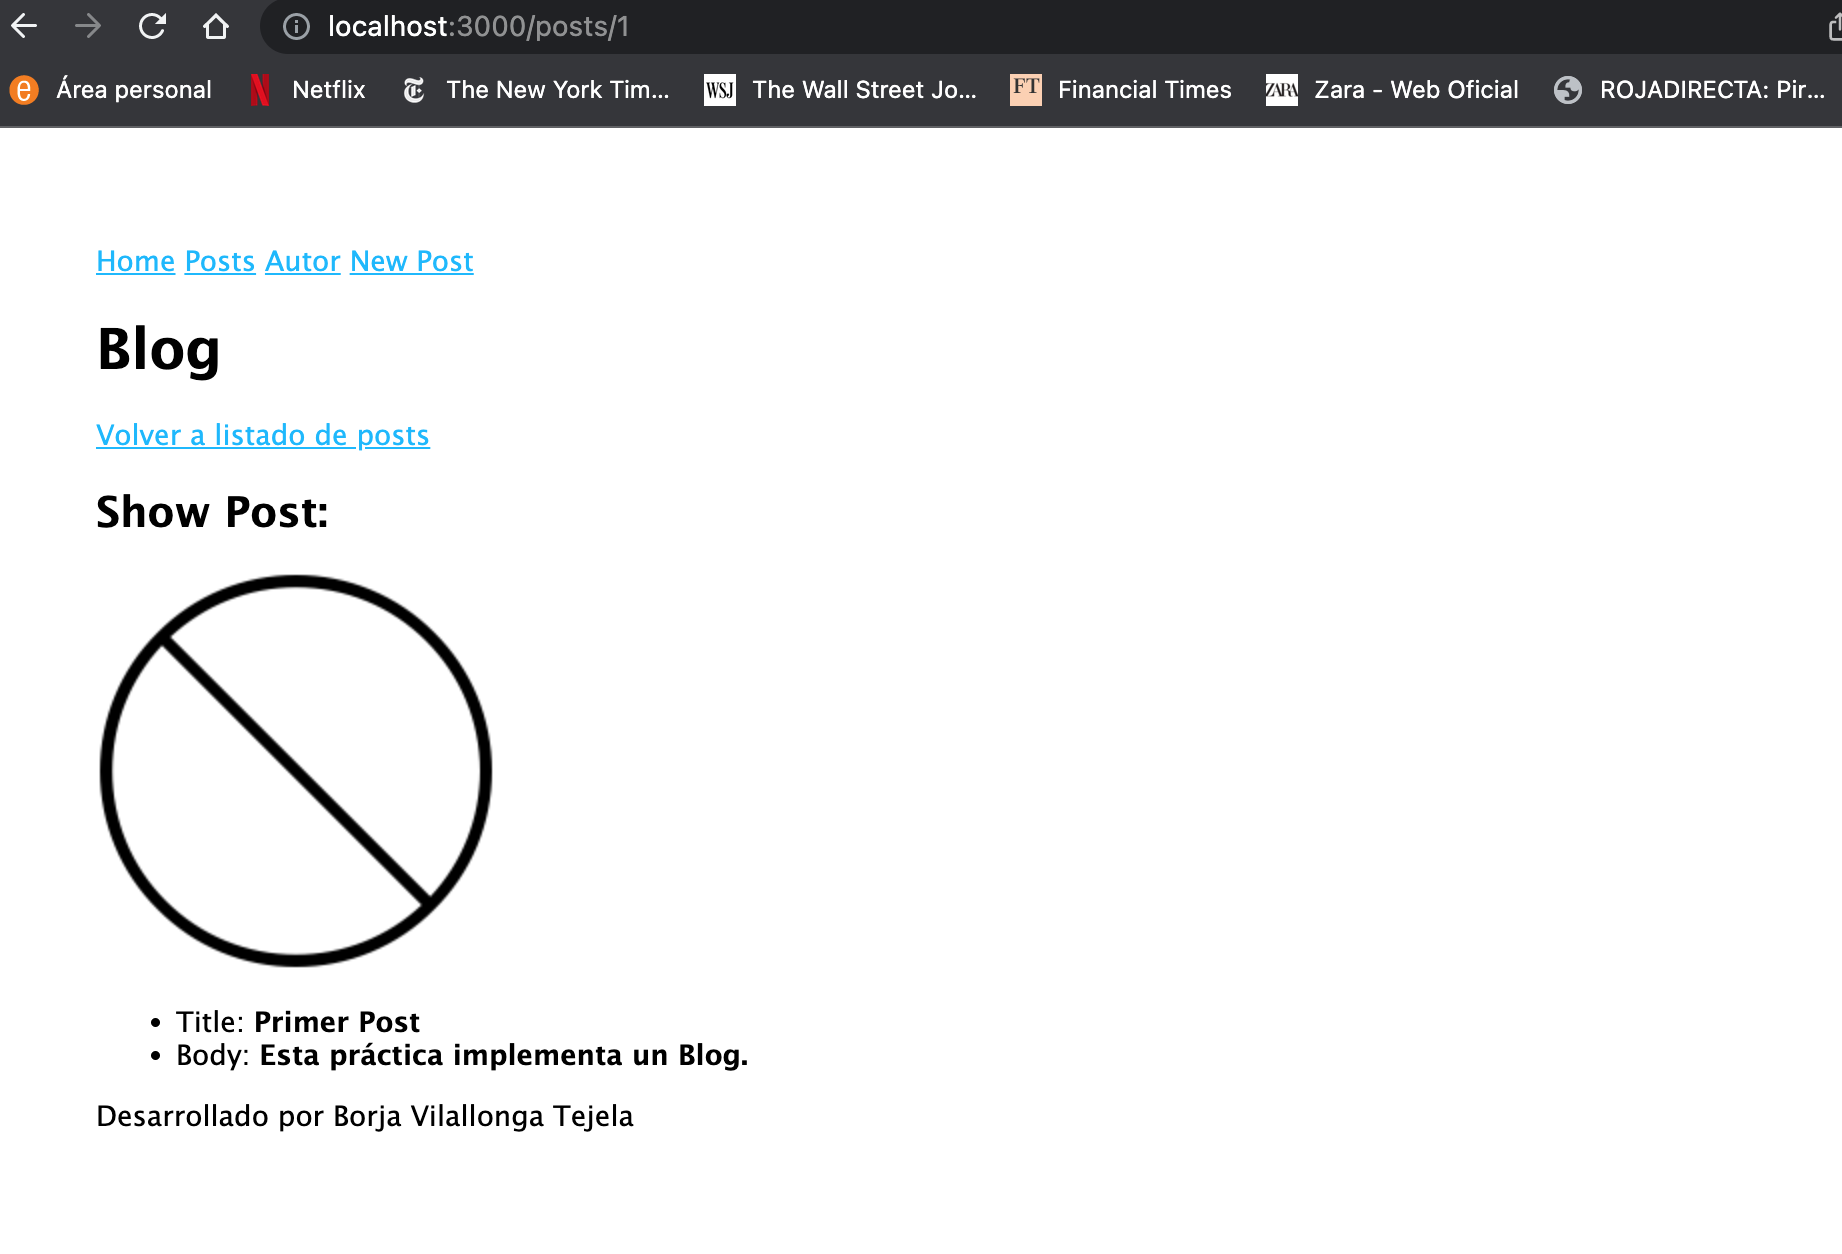 localhost:3000/posts/1
e Área personal N Netflix T The New York Tim... WSJ The Wall Street Jo... FT Financial Times ZARA Zara - Web Oficial ROJADIRECTA: Pir...
Home Posts Autor New Post
Blog
Volver a listado de posts
Show Post:
• Title: Primer Post
• Body: Esta práctica implementa un Blog.
Desarrollado por Borja Vilallonga Tejela